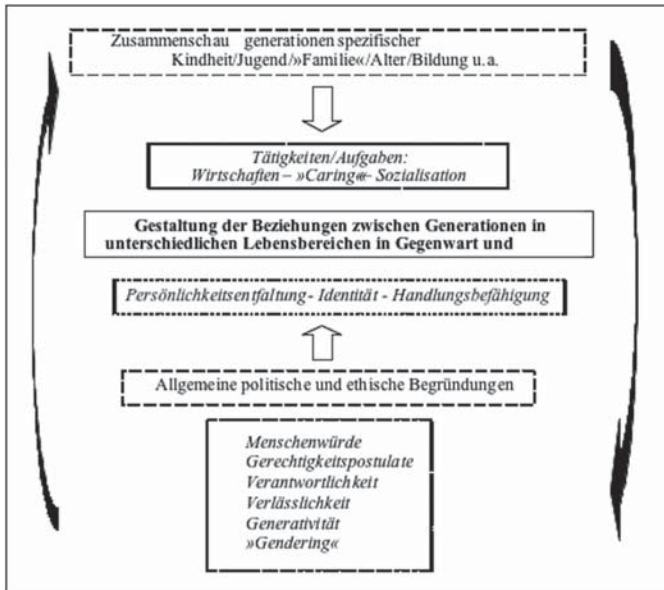 Zusammenschau generationen spezifischer
Kindheit/Jugend/»Familie«/Alter/Bildung u.a.
Tätigkeiten/Aufgaben:
Wirtschaften – »Caring«– Sozialisation
Gestaltung der Beziehungen zwischen Generationen in
unterschiedlichen Lebensbereichen in Gegenwart und
Persönlichkeitsentfaltung - Identität - Handlungsbefähigung
Allgemeine politische und ethische Begründungen
Menschenwürde
Gerechtigkeitspostulate
Verantwortlichkeit
Verlässlichkeit
Generativität
»Gendering«